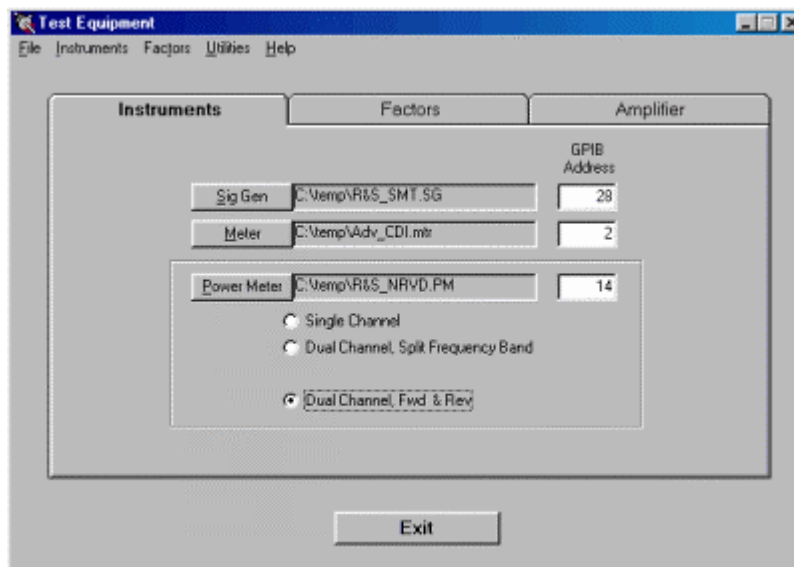 Test Equipment
File Instruments Factors Utilities Help
Instruments Factors Amplifier
GPIB
Address
Sig Gen C:\temp\R&S_SMT.SG 28
Meter C:\temp\Adv_CDI.mtr 2
Power Meter C:\temp\R&S_NRVD.PM 14
Single Channel
Dual Channel, Split Frequency Band
Dual Channel, Fwd & Rev
Exit